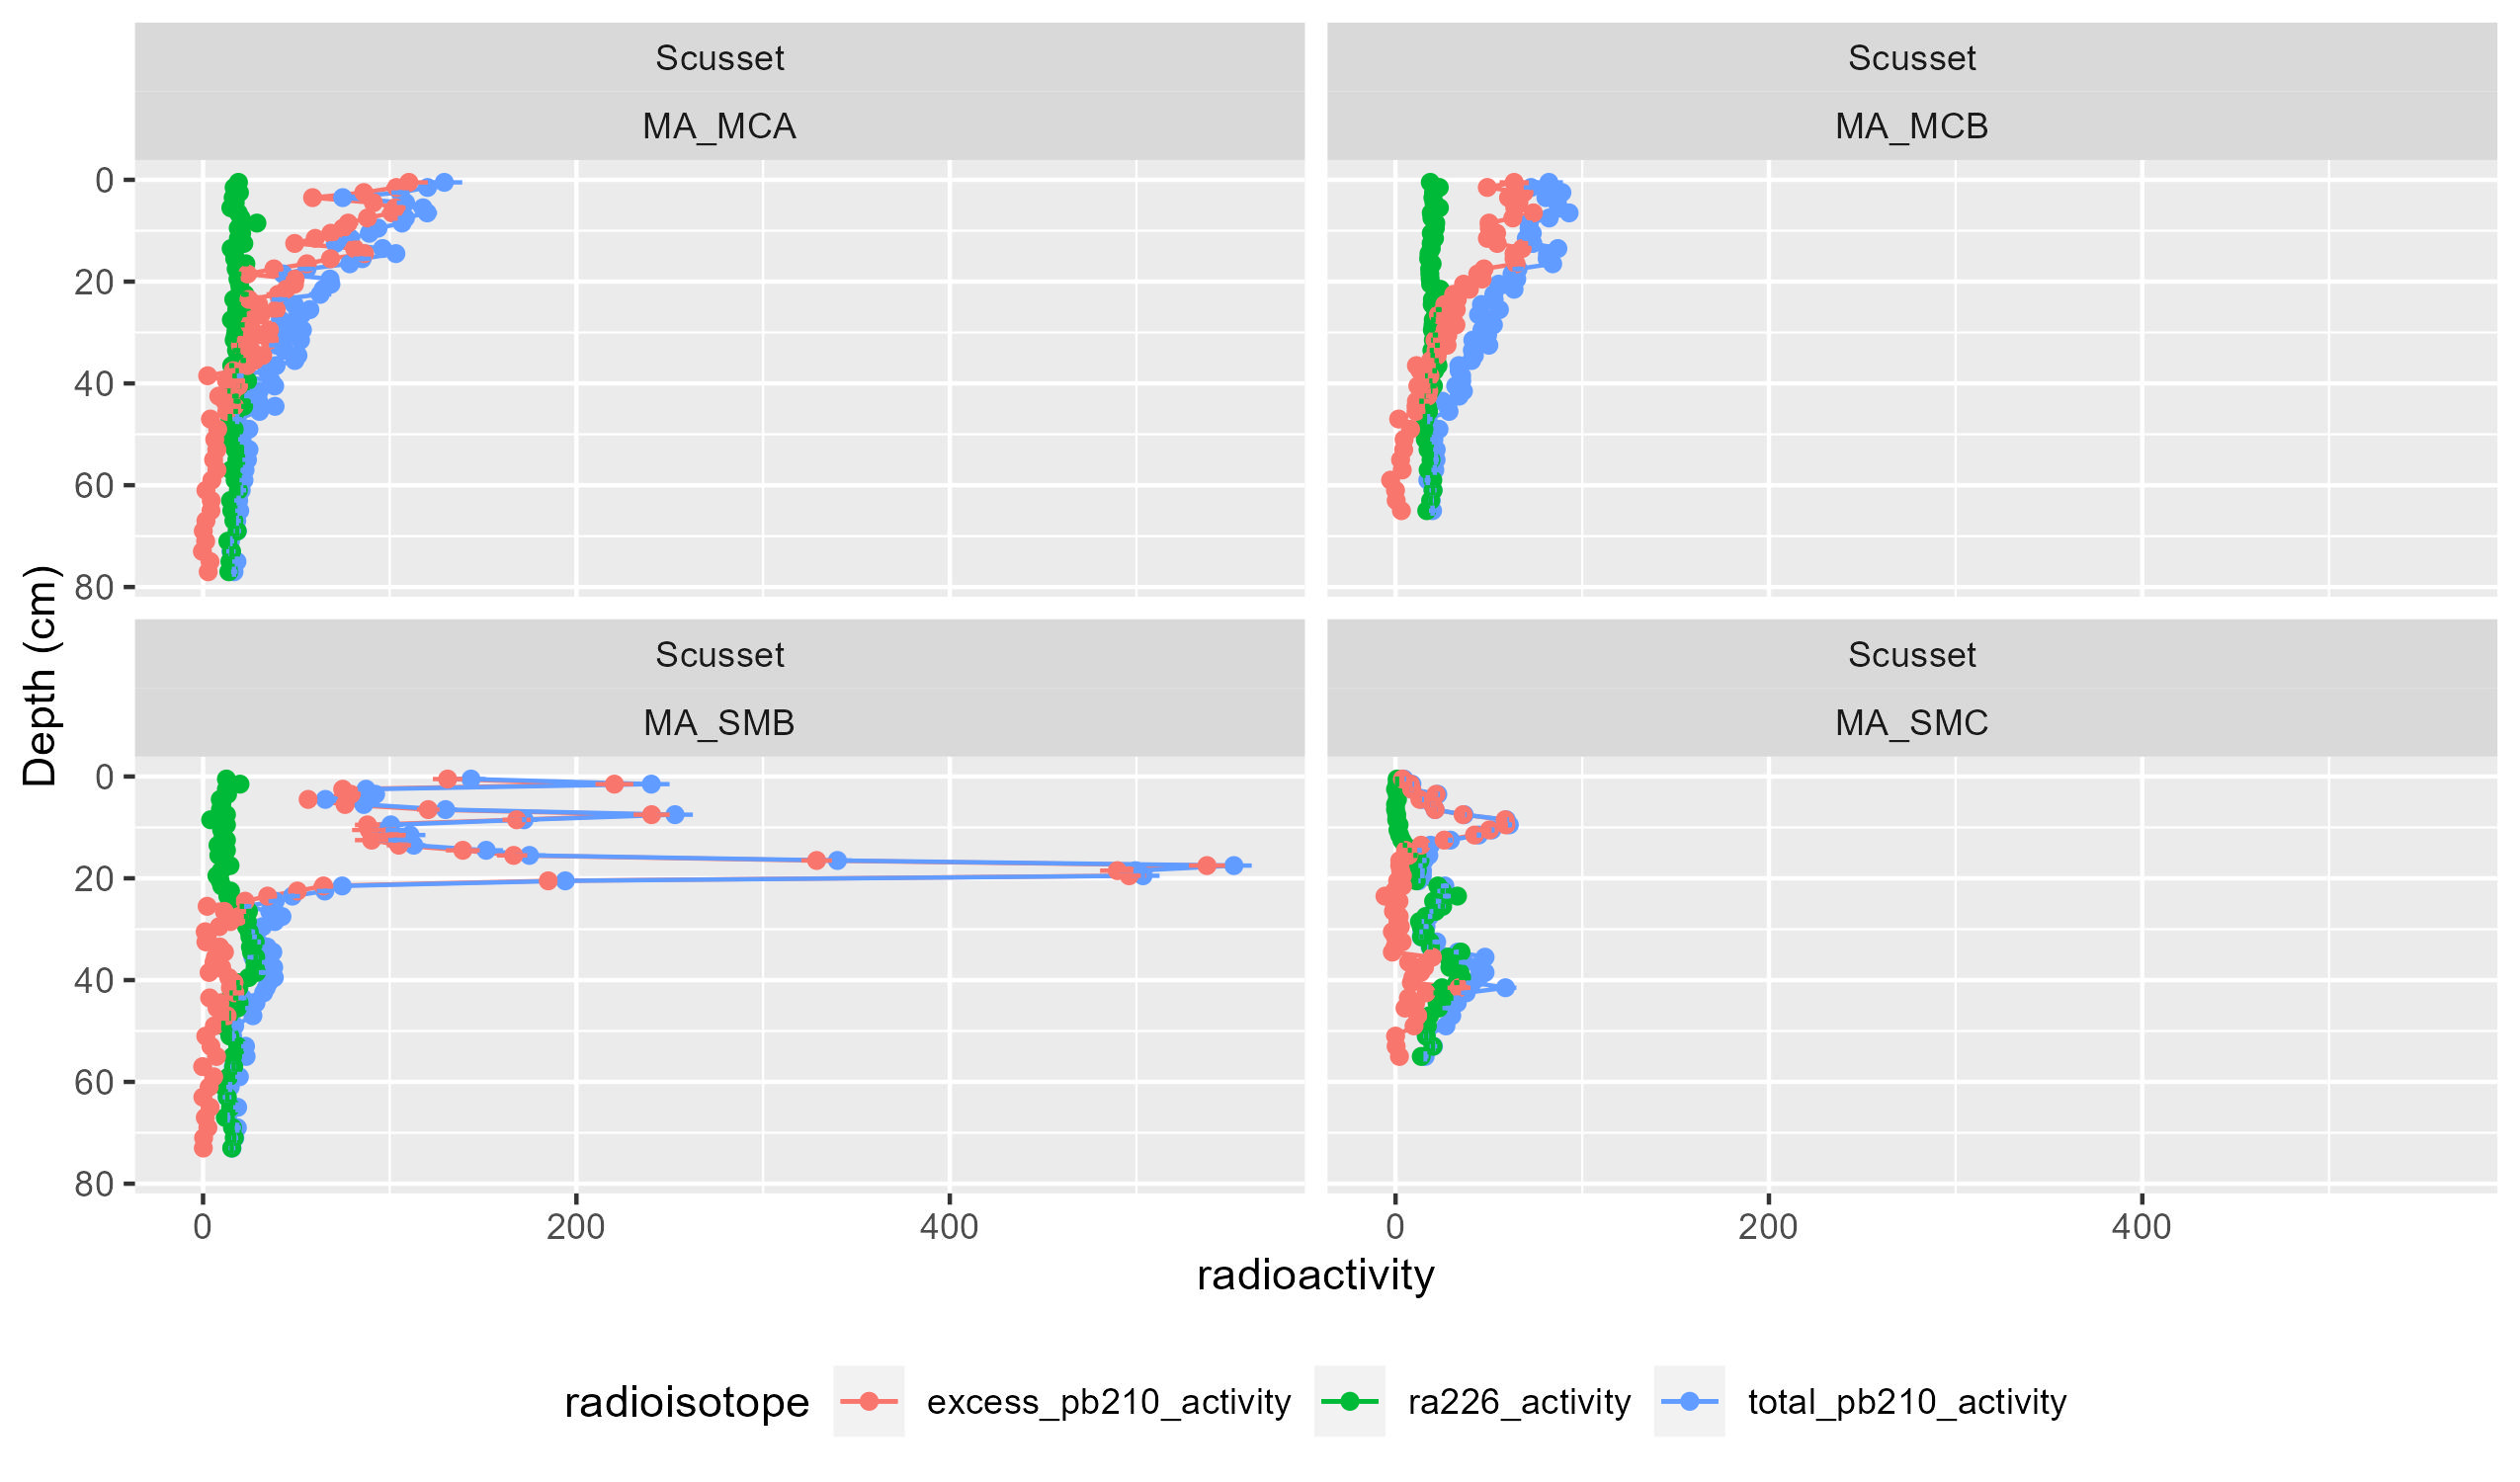 Scusset
MA_MCA
Scusset
MA_MCB
0
20
40
60
80
Scusset
MA_SMB
Scusset
MA_SMC
0
20
40
60
80
0
200
400
0
200
400
Depth (cm)
radioactivity
radioisotope
excess_pb210_activity
ra226_activity
total_pb210_activity